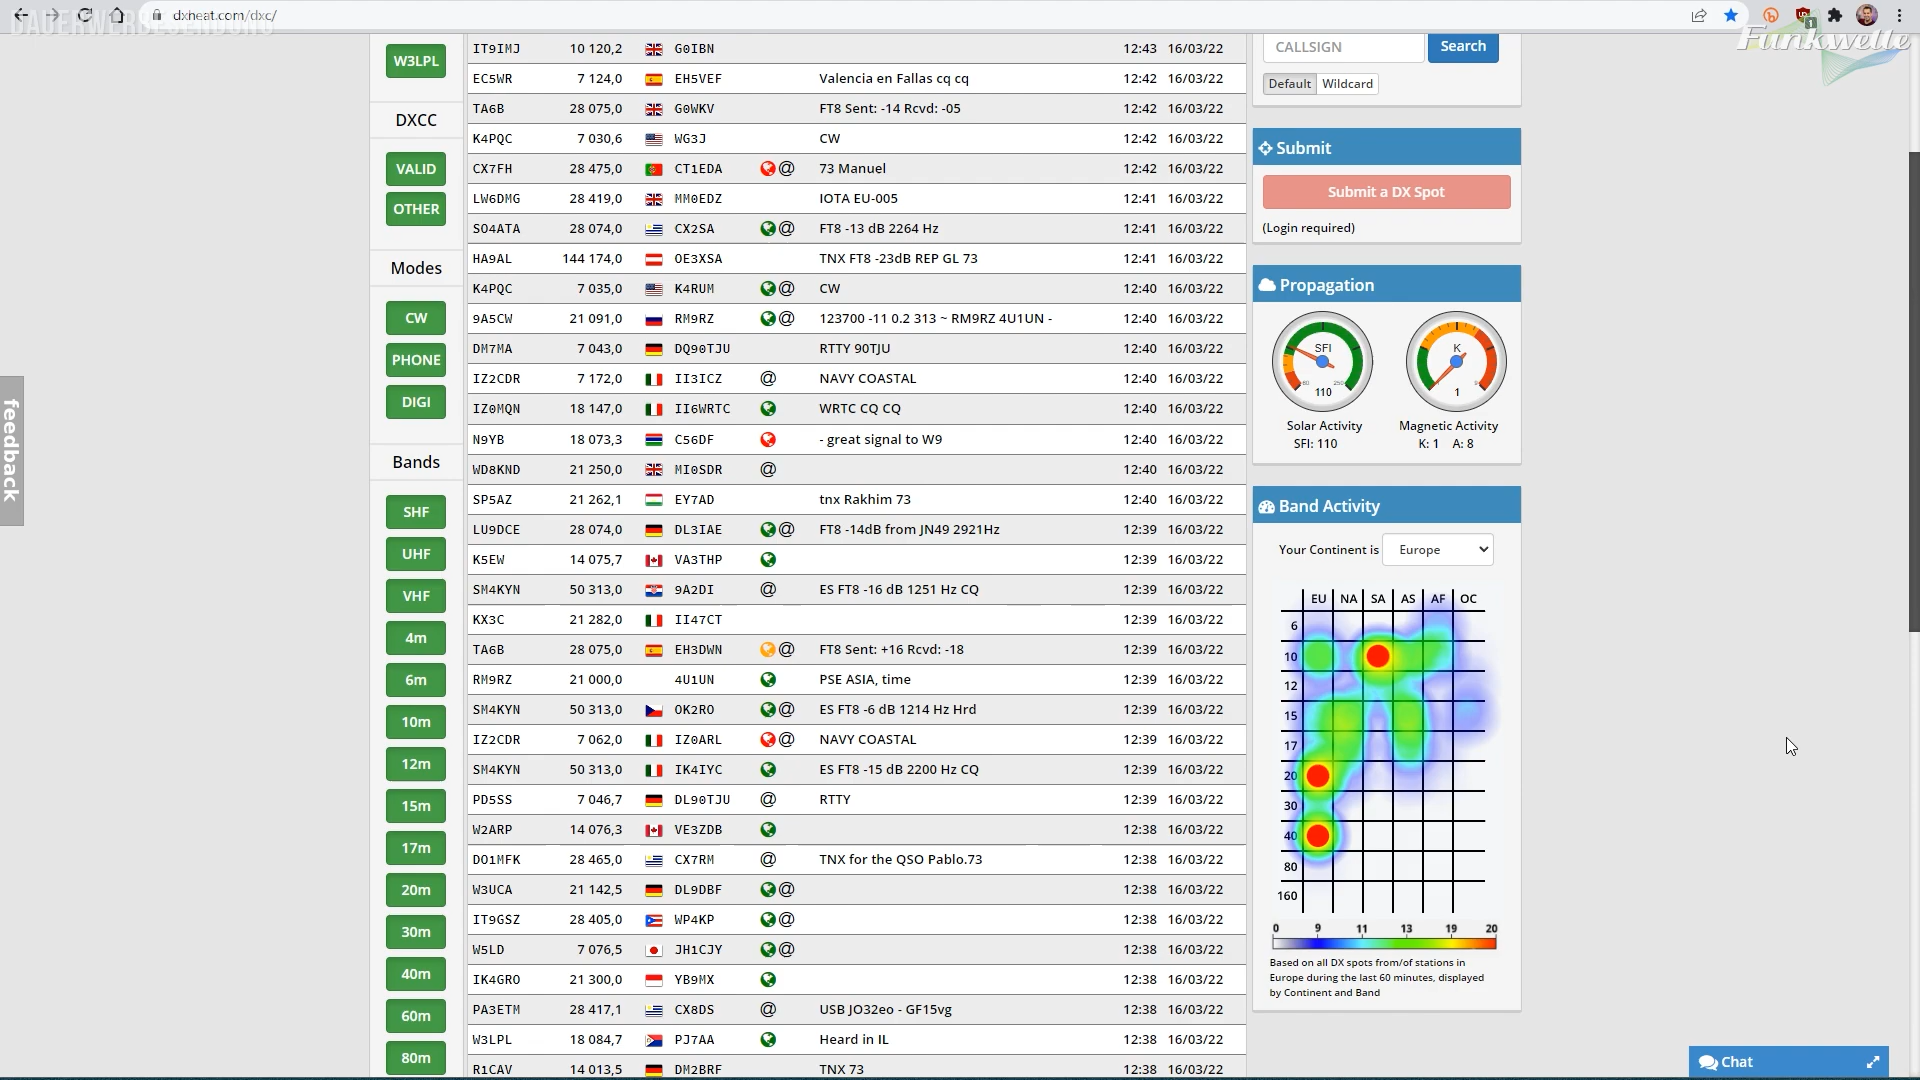 DAUERWERBESENDUNG
dxheat.com/dxc/
Funkwelle
W3LPL
DXCC
VALID
OTHER
Modes
CW
PHONE
DIGI
Bands
SHF
UHF
VHF
4m
6m
10m
12m
15m
17m
20m
30m
40m
60m
80m
feedback
IT9IMJ 10 120,2 G0IBN 12:43 16/03/22
EC5WR 7 124,0 EH5VEF Valencia en Fallas cq cq 12:42 16/03/22
TA6B 28 075,0 G0WKV FT8 Sent: -14 Rcvd: -05 12:42 16/03/22
K4PQC 7 030,6 WG3J CW 12:42 16/03/22
CX7FH 28 475,0 CT1EDA @ 73 Manuel 12:42 16/03/22
LW6DMG 28 419,0 MM0EDZ IOTA EU-005 12:41 16/03/22
SO4ATA 28 074,0 CX2SA @ FT8 -13 dB 2264 Hz 12:41 16/03/22
HA9AL 144 174,0 OE3XSA TNX FT8 -23dB REP GL 73 12:41 16/03/22
K4PQC 7 035,0 K4RUM @ CW 12:40 16/03/22
9A5CW 21 091,0 RM9RZ @ 123700 -11 0.2 313 ~ RM9RZ 4U1UN - 12:40 16/03/22
DM7MA 7 043,0 DQ90TJU RTTY 90TJU 12:40 16/03/22
IZ2CDR 7 172,0 II3ICZ @ NAVY COASTAL 12:40 16/03/22
IZ0MQN 18 147,0 II6WRTC WRTC CQ CQ 12:40 16/03/22
N9YB 18 073,3 C56DF - great signal to W9 12:40 16/03/22
WD8KND 21 250,0 MI0SDR @ 12:40 16/03/22
SP5AZ 21 262,1 EY7AD tnx Rakhim 73 12:40 16/03/22
LU9DCE 28 074,0 DL3IAE @ FT8 -14dB from JN49 2921Hz 12:39 16/03/22
K5EW 14 075,7 VA3THP 12:39 16/03/22
SM4KYN 50 313,0 9A2DI @ ES FT8 -16 dB 1251 Hz CQ 12:39 16/03/22
KX3C 21 282,0 II47CT 12:39 16/03/22
TA6B 28 075,0 EH3DWN @ FT8 Sent: +16 Rcvd: -18 12:39 16/03/22
RM9RZ 21 000,0 4U1UN PSE ASIA, time 12:39 16/03/22
SM4KYN 50 313,0 OK2RO @ ES FT8 -6 dB 1214 Hz Hrd 12:39 16/03/22
IZ2CDR 7 062,0 IZ0ARL @ NAVY COASTAL 12:39 16/03/22
SM4KYN 50 313,0 IK4IYC ES FT8 -15 dB 2200 Hz CQ 12:39 16/03/22
PD5SS 7 046,7 DL90TJU @ RTTY 12:39 16/03/22
W2ARP 14 076,3 VE3ZDB 12:38 16/03/22
DO1MFK 28 465,0 CX7RM @ TNX for the QSO Pablo.73 12:38 16/03/22
W3UCA 21 142,5 DL9DBF @ 12:38 16/03/22
IT9GSZ 28 405,0 WP4KP @ 12:38 16/03/22
W5LD 7 076,5 JH1CJY @ 12:38 16/03/22
IK4GRO 21 300,0 YB9MX 12:38 16/03/22
PA3ETM 28 417,1 CX8DS @ USB JO32eo - GF15vg 12:38 16/03/22
W3LPL 18 084,7 PJ7AA Heard in IL 12:38 16/03/22
R1CAV 14 013,5 DM2BRF TNX 73 12:38 16/03/22
CALLSIGN Search
Default Wildcard
Submit
Submit a DX Spot
(Login required)
Propagation
SFI K
60 250 9
110 1
Solar Activity Magnetic Activity
SFI: 110 K: 1 A: 8
Band Activity
Your Continent is Europe
EU NA SA AS AF OC
6
10
12
15
17
20
30
40
80
160
0 9 11 13 19 20
Based on all DX spots from/of stations in
Europe during the last 60 minutes, displayed
by Continent and Band
Chat